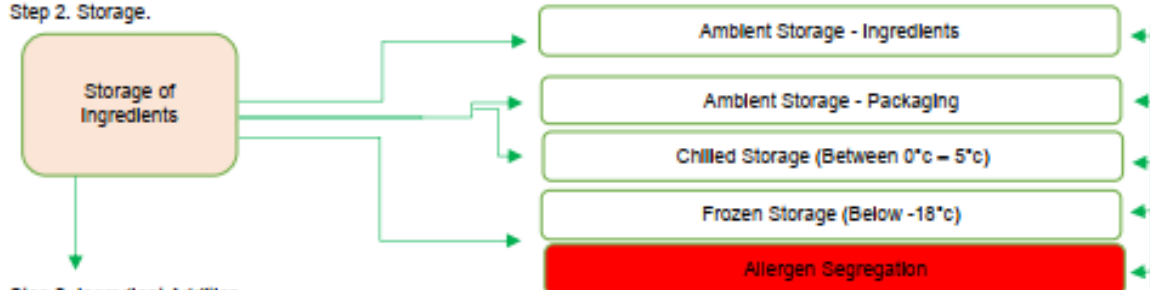 Step 2. Storage.
Storage of
Ingredients
Ambient Storage - Ingredients
Ambient Storage - Packaging
Chilled Storage (Between 0°c – 5°c)
Frozen Storage (Below -18°c)
Allergen Segregation